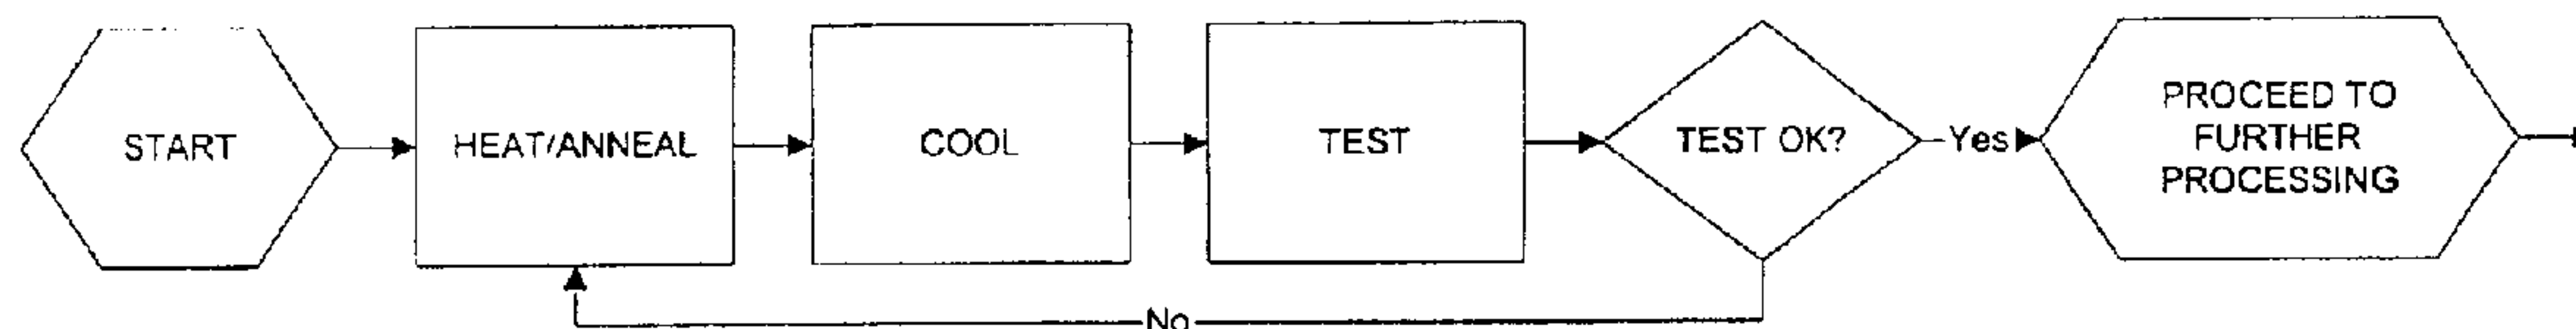 START
HEAT/ANNEAL
COOL
TEST
TEST OK?
Yes
PROCEED TO
FURTHER
PROCESSING
No